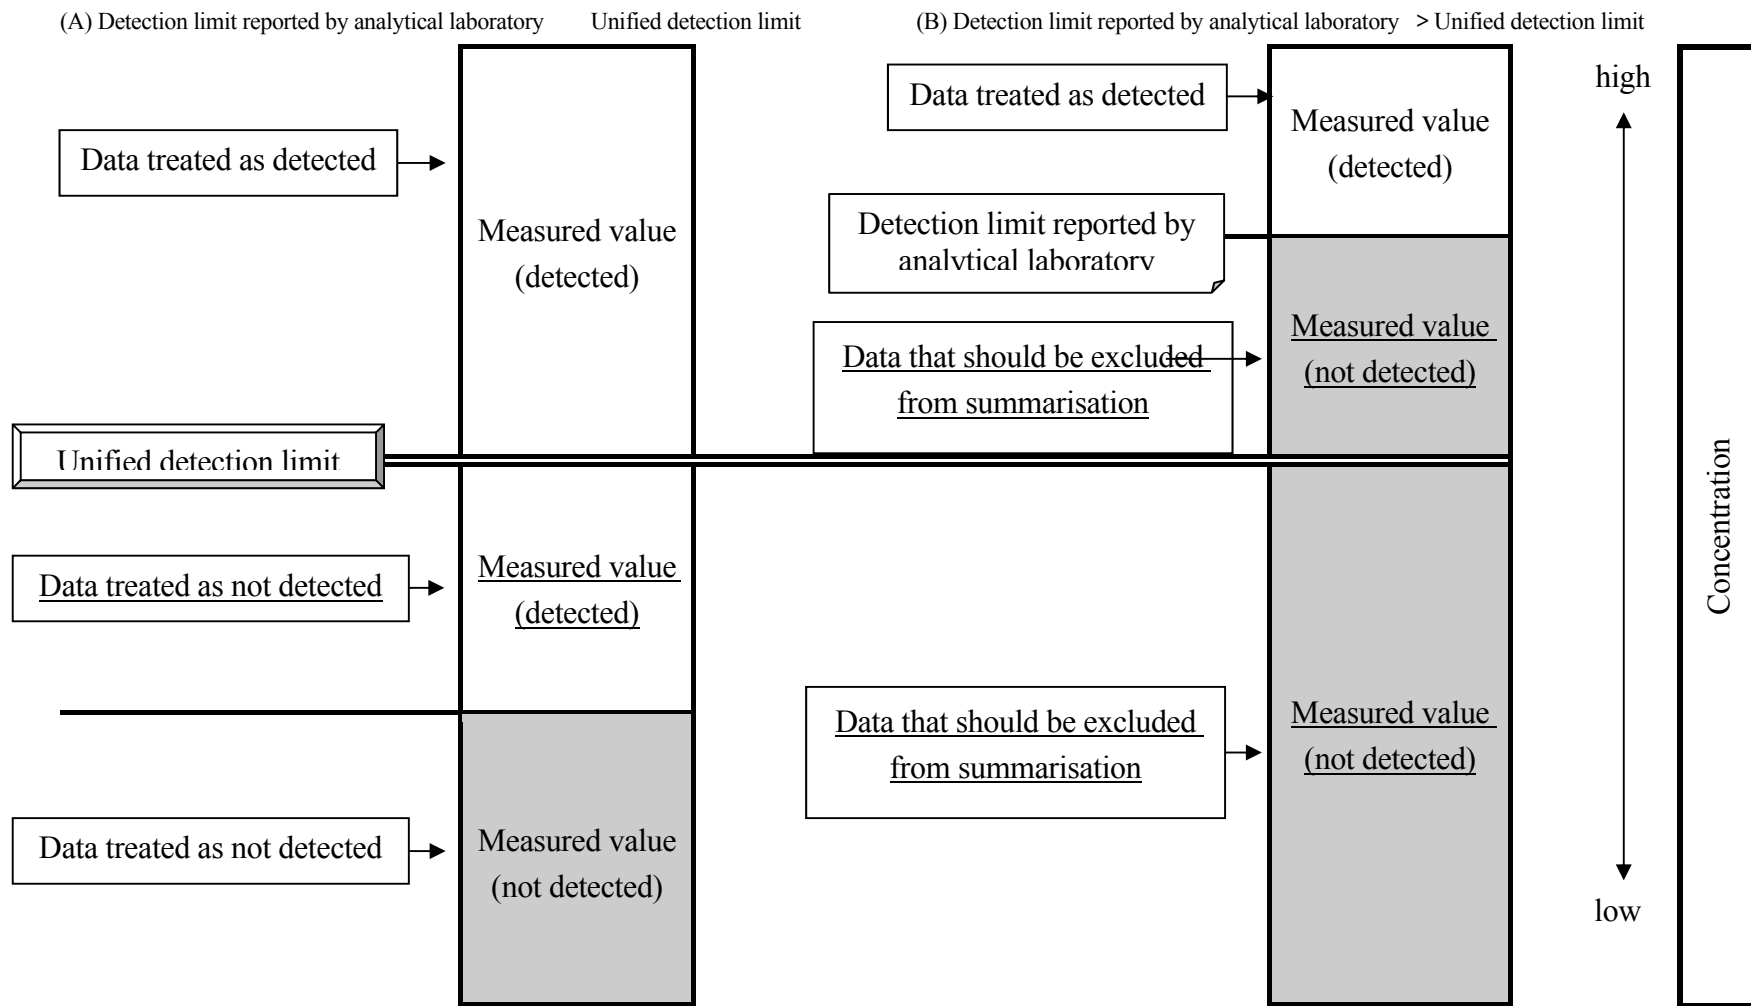 (A) Detection limit reported by analytical laboratory Unified detection limit
(B) Detection limit reported by analytical laboratory > Unified detection limit
Data treated as detected
Measured value
(detected)
Unified detection limit
Data treated as not detected
Measured value
(detected)
Data treated as not detected
Measured value
(not detected)
Data treated as detected
Measured value
(detected)
Detection limit reported by
analytical laboratory
Data that should be excluded
from summarisation
Measured value
(not detected)
Data that should be excluded
from summarisation
Measured value
(not detected)
high
low
Concentration